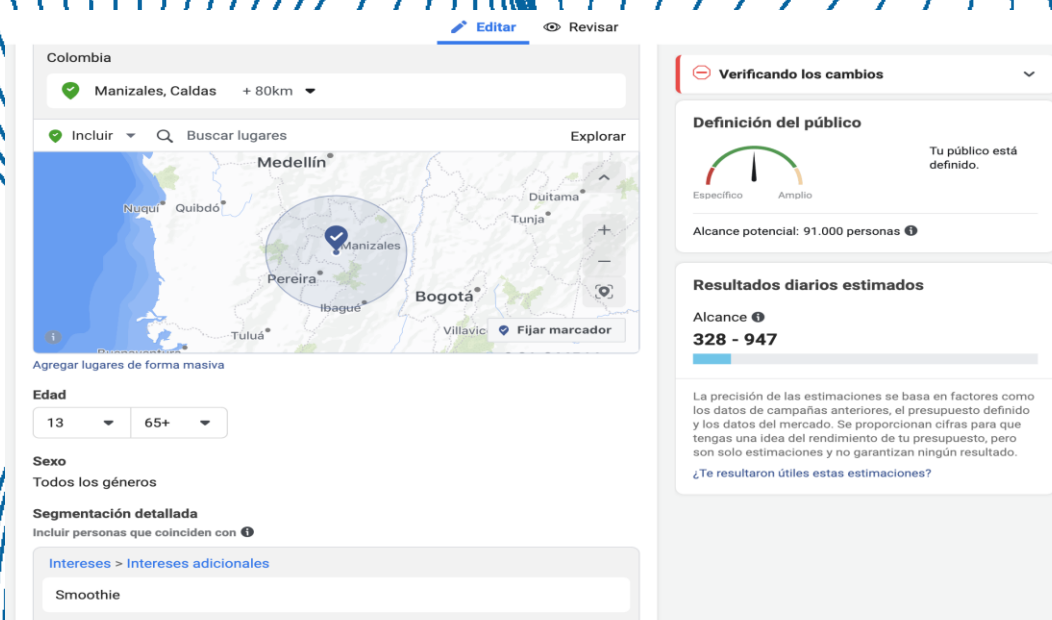 Editar
Revisar
Colombia
Manizales, Caldas + 80km
Incluir
Buscar lugares
Explorar
Medellín
Nuquí
Quibdó
Duitama
Tunja
Manizales
Pereira
Bogotá
Ibagué
Tuluá
Villavic
Fijar marcador
Buenaventura
Agregar lugares de forma masiva
Edad
13
65+
Sexo
Todos los géneros
Segmentación detallada
Incluir personas que coinciden con
Intereses > Intereses adicionales
Smoothie
Verificando los cambios
Definición del público
Específico
Amplio
Tu público está
definido.
Alcance potencial: 91.000 personas
Resultados diarios estimados
Alcance
328 - 947
La precisión de las estimaciones se basa en factores como
los datos de campañas anteriores, el presupuesto definido
y los datos del mercado. Se proporcionan cifras para que
tengas una idea del rendimiento de tu presupuesto, pero
son solo estimaciones y no garantizan ningún resultado.
¿Te resultaron útiles estas estimaciones?